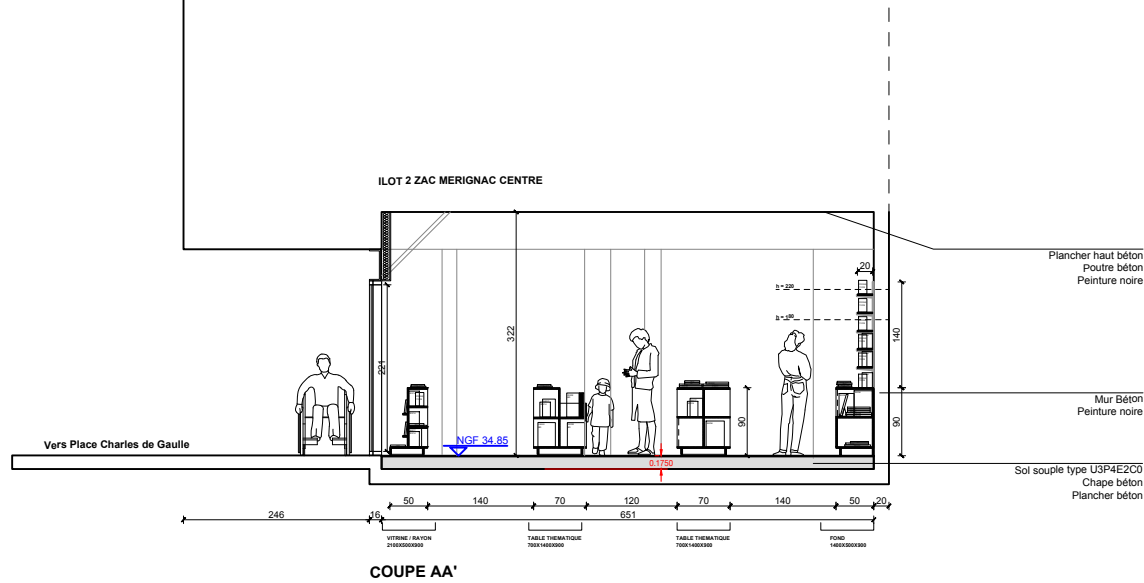 ILOT 2 ZAC MERIGNAC CENTRE
Plancher haut béton
Poutre béton
Peinture noire
20
h = 220
h = 180
140
322
221
90
90
Mur Béton
Peinture noire
Vers Place Charles de Gaulle
NGF 34.85
0.1750
Sol souple type U3P4E2C0
Chape béton
Plancher béton
50 140 70 120 70 140 50 20
246 16 651
VITRINE / RAYON
2100X500X900
TABLE THEMATIQUE
700X1400X900
TABLE THEMATIQUE
700X1400X900
FOND
1400X500X900
COUPE AA'